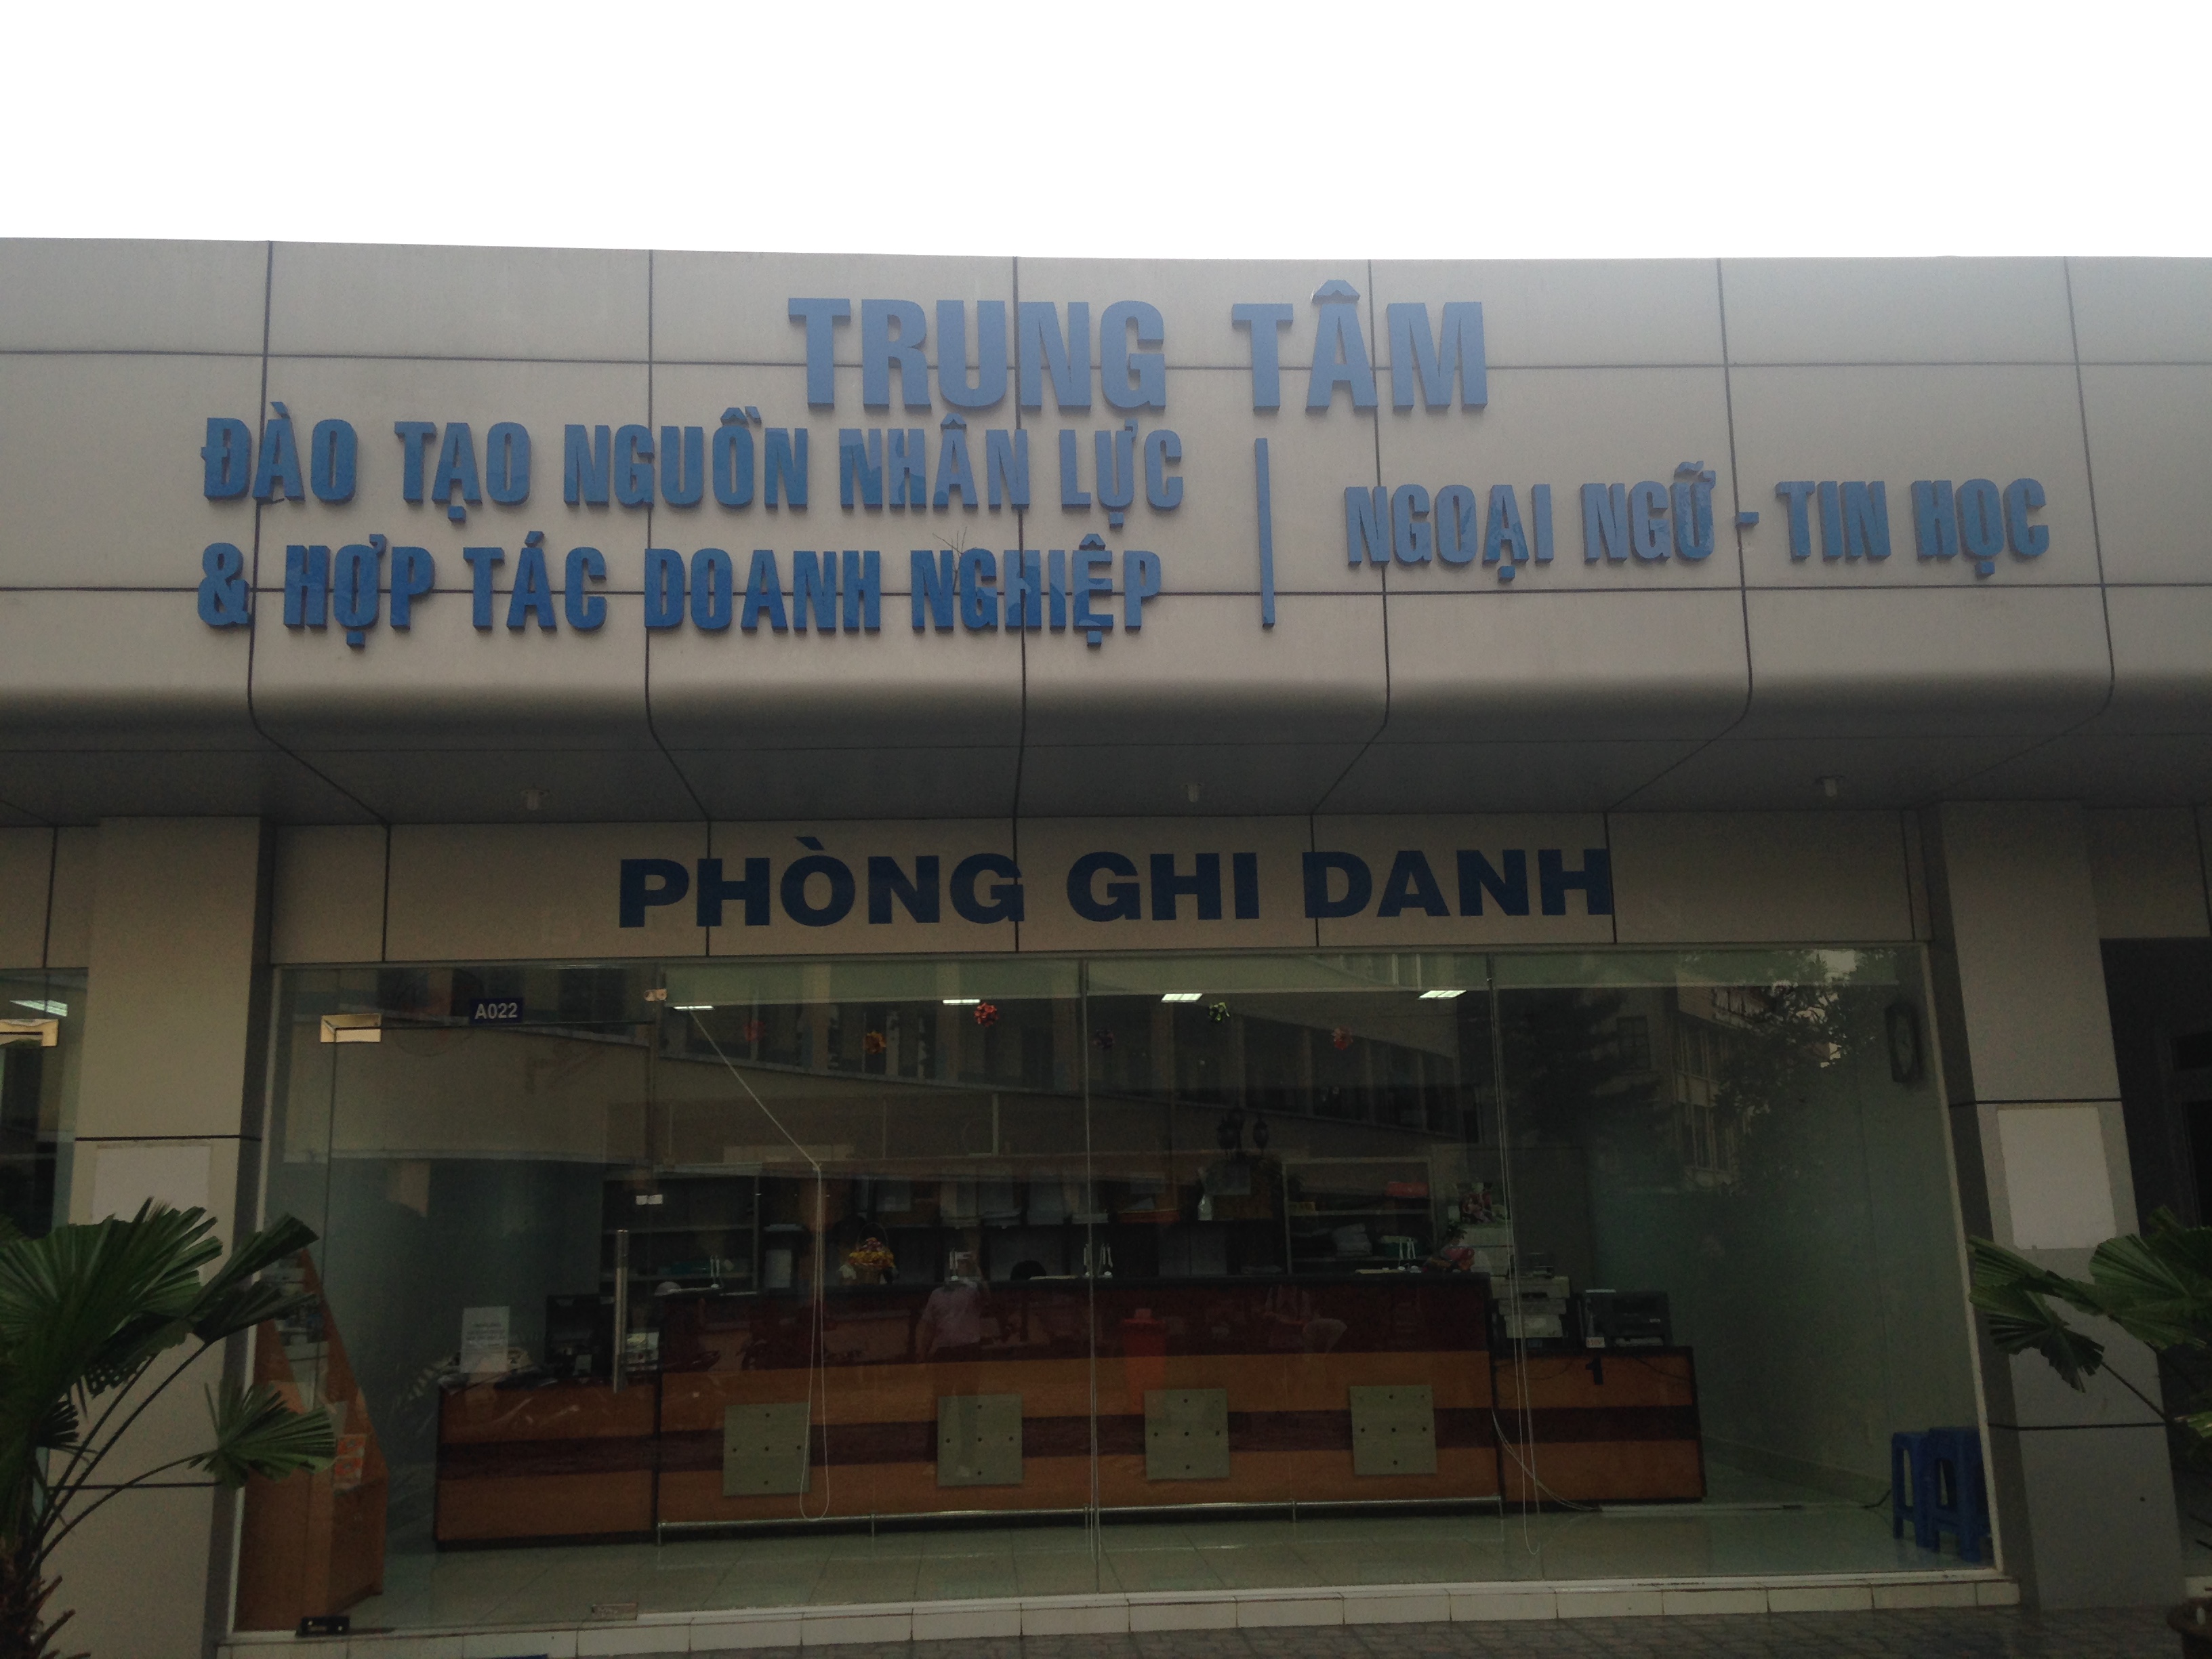 TRUNG TÂM
ĐÀO TẠO NGUỒN NHÂN LỰC
& HỢP TÁC DOANH NGHIỆP
NGOẠI NGỮ - TIN HỌC
PHÒNG GHI DANH
A022
1